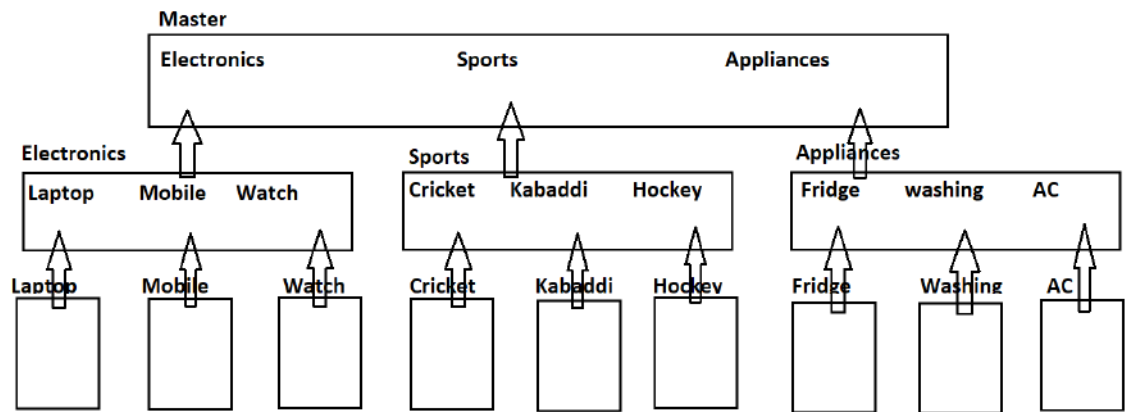 Master
Electronics Sports Appliances
Electronics Sports Appliances
Laptop Mobile Watch Cricket Kabaddi Hockey Fridge washing AC
Laptop Mobile Watch Cricket Kabaddi Hockey Fridge Washing AC